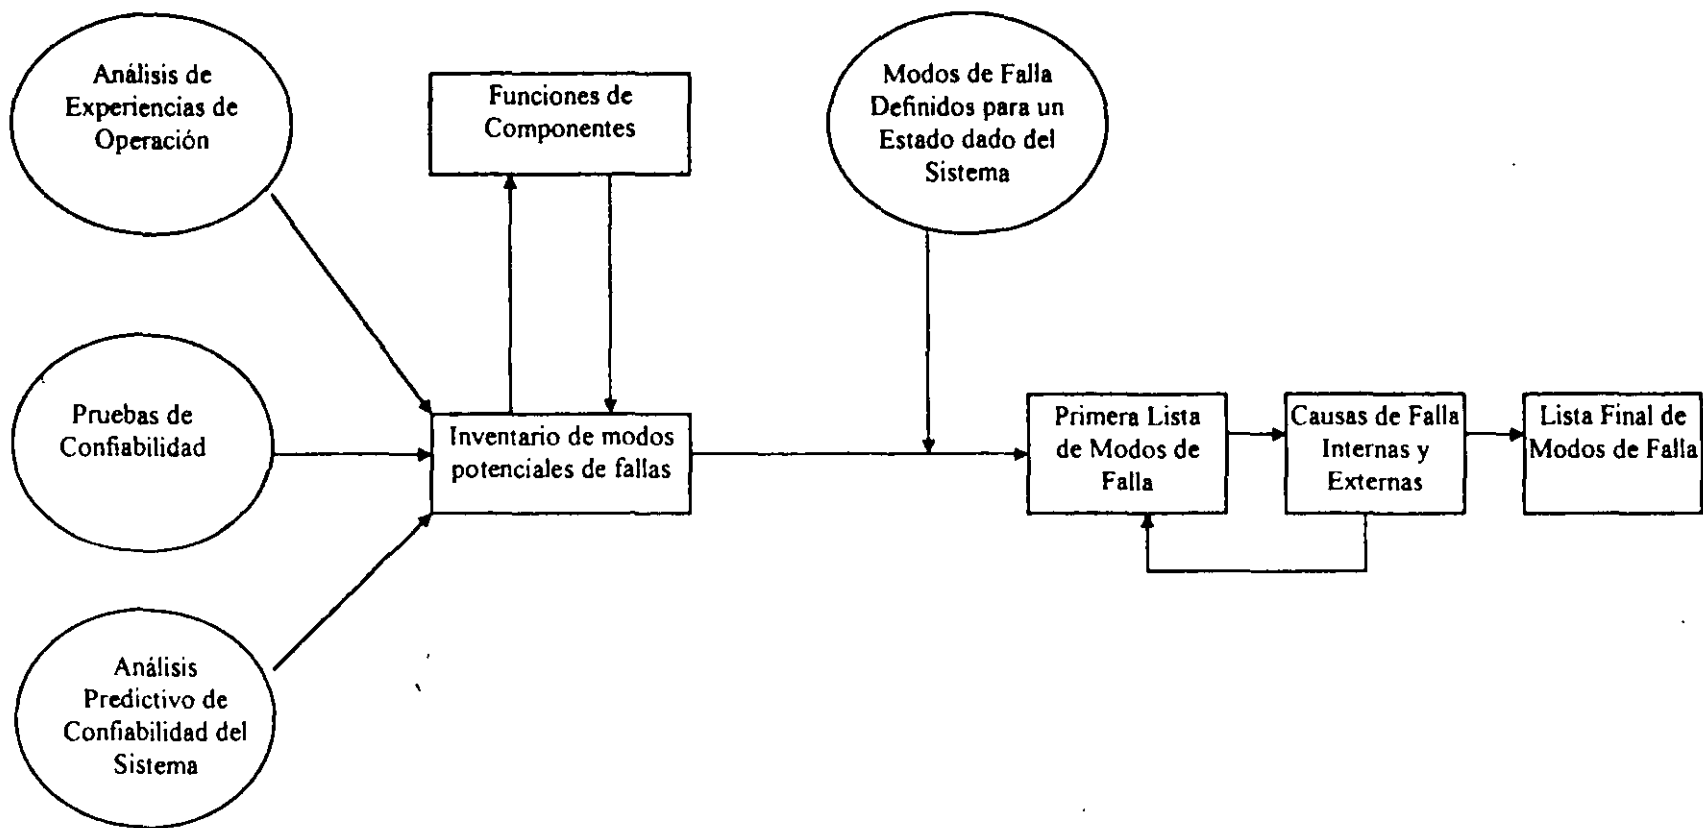 Análisis de
Experiencias de
Operación
Funciones de
Componentes
Modos de Falla
Definidos para un
Estado dado del
Sistema
Pruebas de
Confiabilidad
Inventario de modos
potenciales de fallas
Primera Lista
de Modos de
Falla
Causas de Falla
Internas y
Externas
Lista Final de
Modos de Falla
Análisis
Predictivo de
Confiabilidad del
Sistema